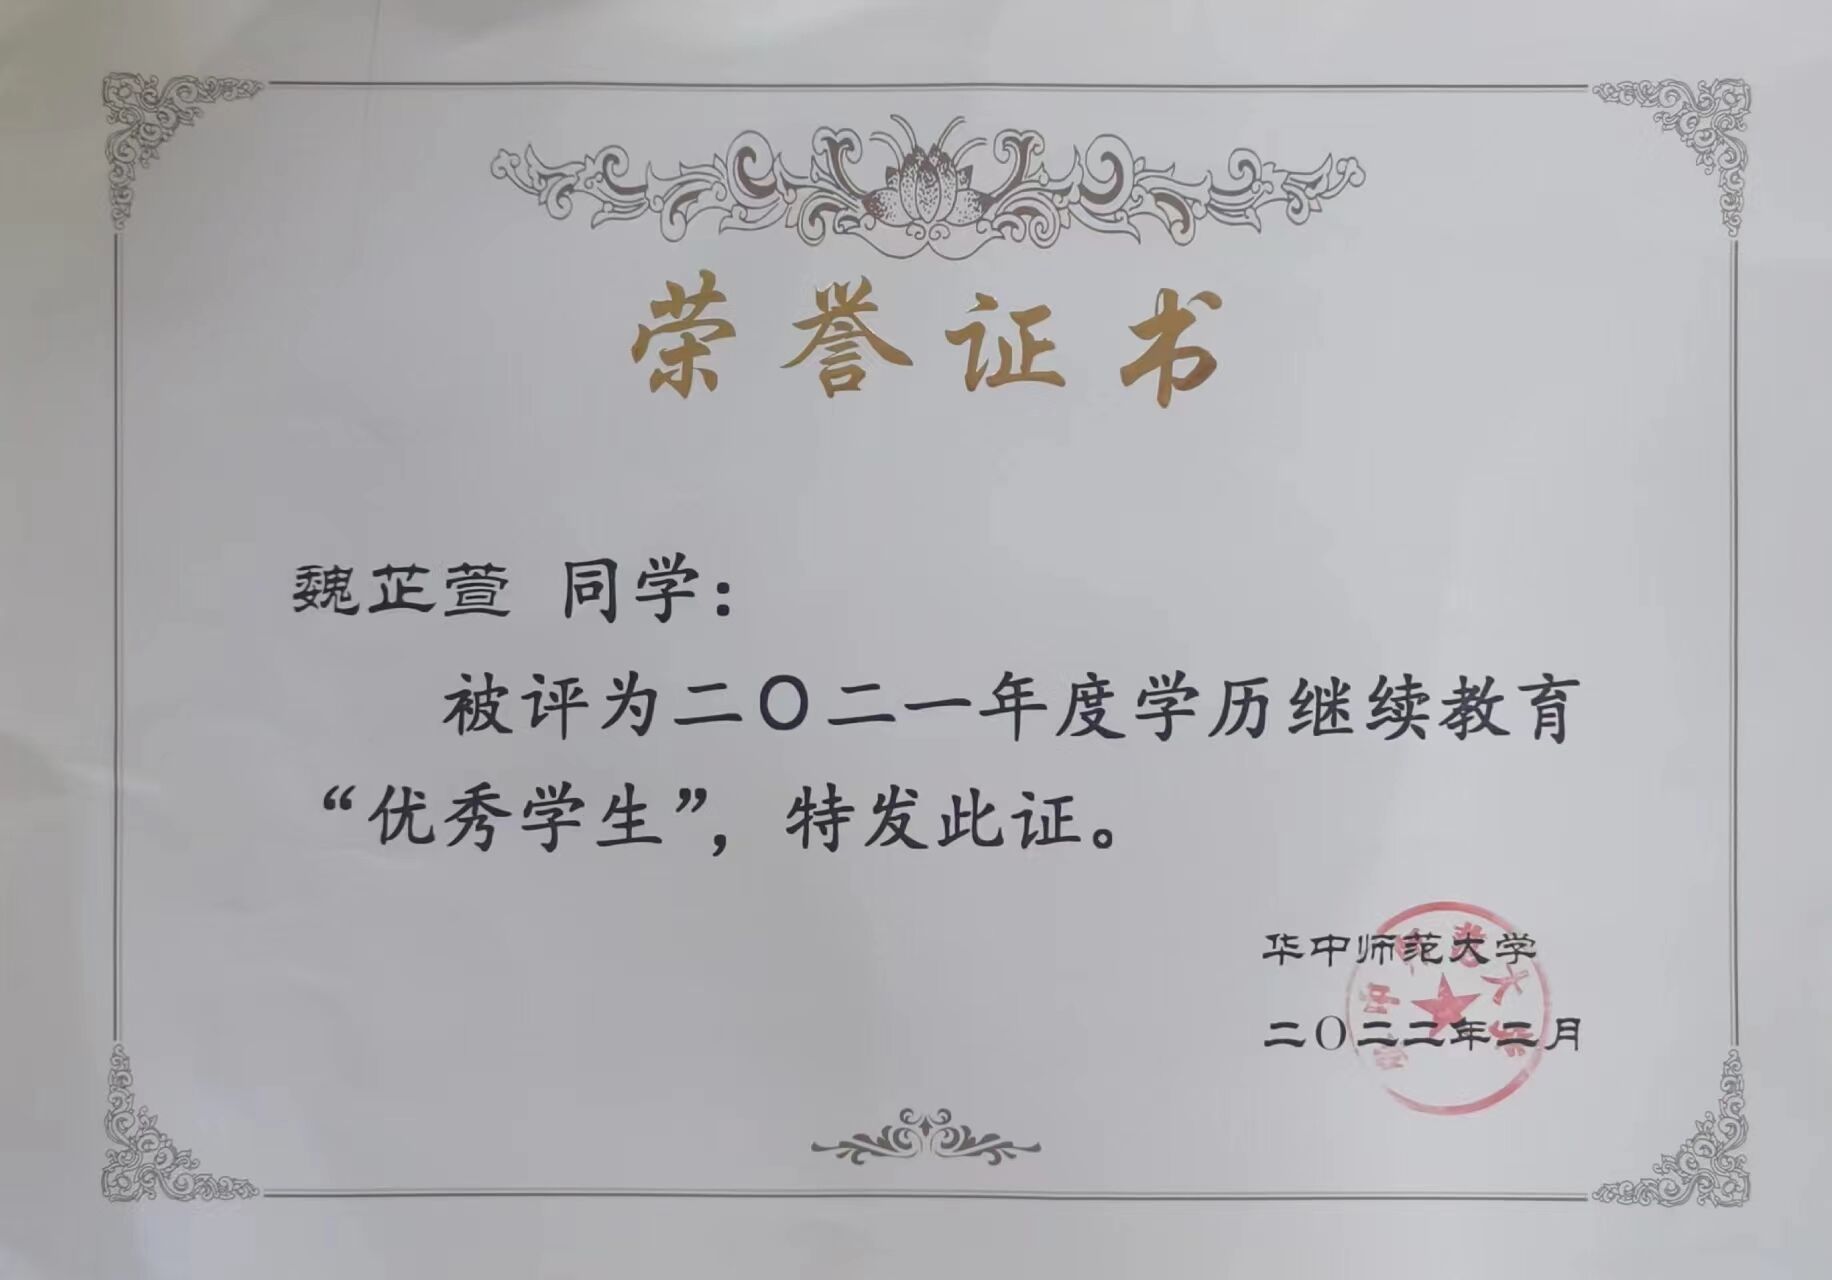 荣誉证书
魏芷萱 同学：
被评为二〇二一年度学历继续教育
“优秀学生”，特发此证。
华中师范大学
二〇二二年二月